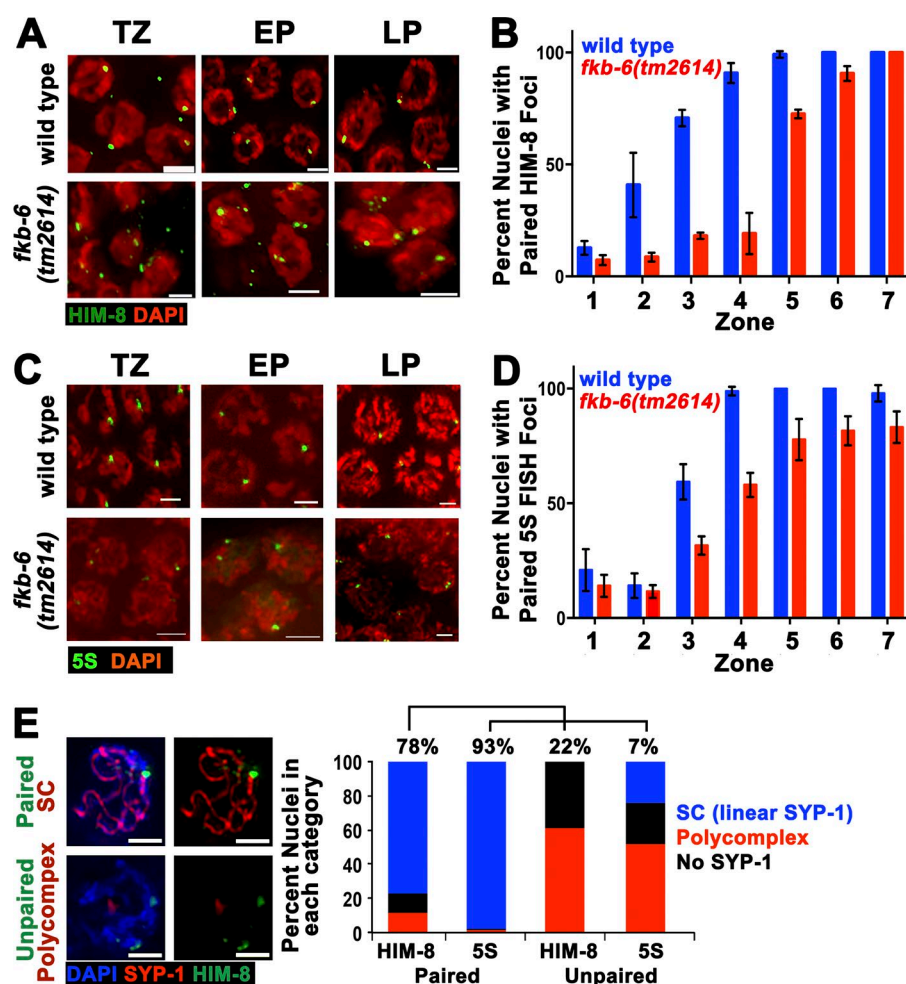 A
TZ
EP
LP
wild type
fkb-6
(tm2614)
HIM-8 DAPI
B
wild type
fkb-6(tm2614)
Percent Nuclei with
Paired HIM-8 Foci
100
50
0
1 2 3 4 5 6 7
Zone
C
TZ
EP
LP
wild type
fkb-6
(tm2614)
5S DAPI
D
wild type
fkb-6(tm2614)
Percent Nuclei with
Paired 5S FISH Foci
100
50
0
1 2 3 4 5 6 7
Zone
E
Paired
SC
Unpaired
Polycompex
DAPI SYP-1 HIM-8
Percent Nuclei in
each category
78% 93% 22% 7%
100
80
60
40
20
0
HIM-8 5S HIM-8 5S
Paired Unpaired
SC (linear SYP-1)
Polycomplex
No SYP-1